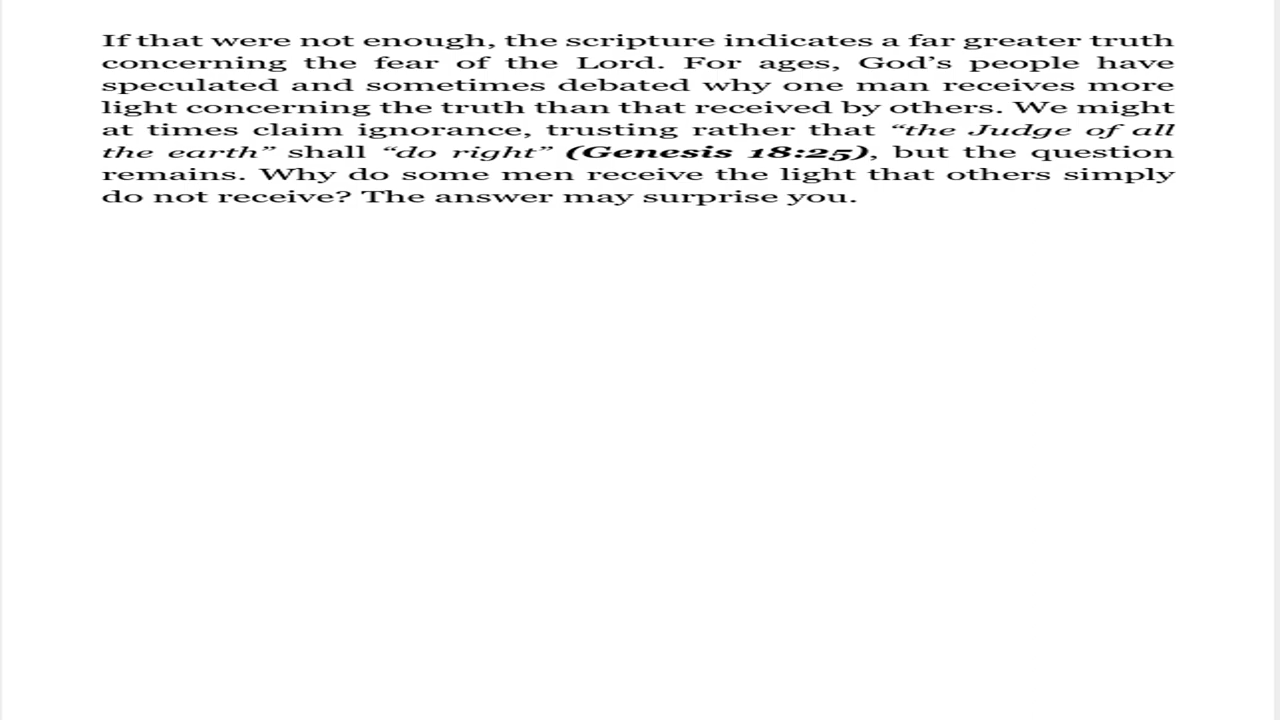 If that were not enough, the scripture indicates a far greater truth
concerning the fear of the Lord. For ages, God’s people have
speculated and sometimes debated why one man receives more
light concerning the truth than that received by others. We might
at times claim ignorance, trusting rather that “the Judge of all
the earth” shall “do right” (Genesis 18:25), but the question
remains. Why do some men receive the light that others simply
do not receive? The answer may surprise you.